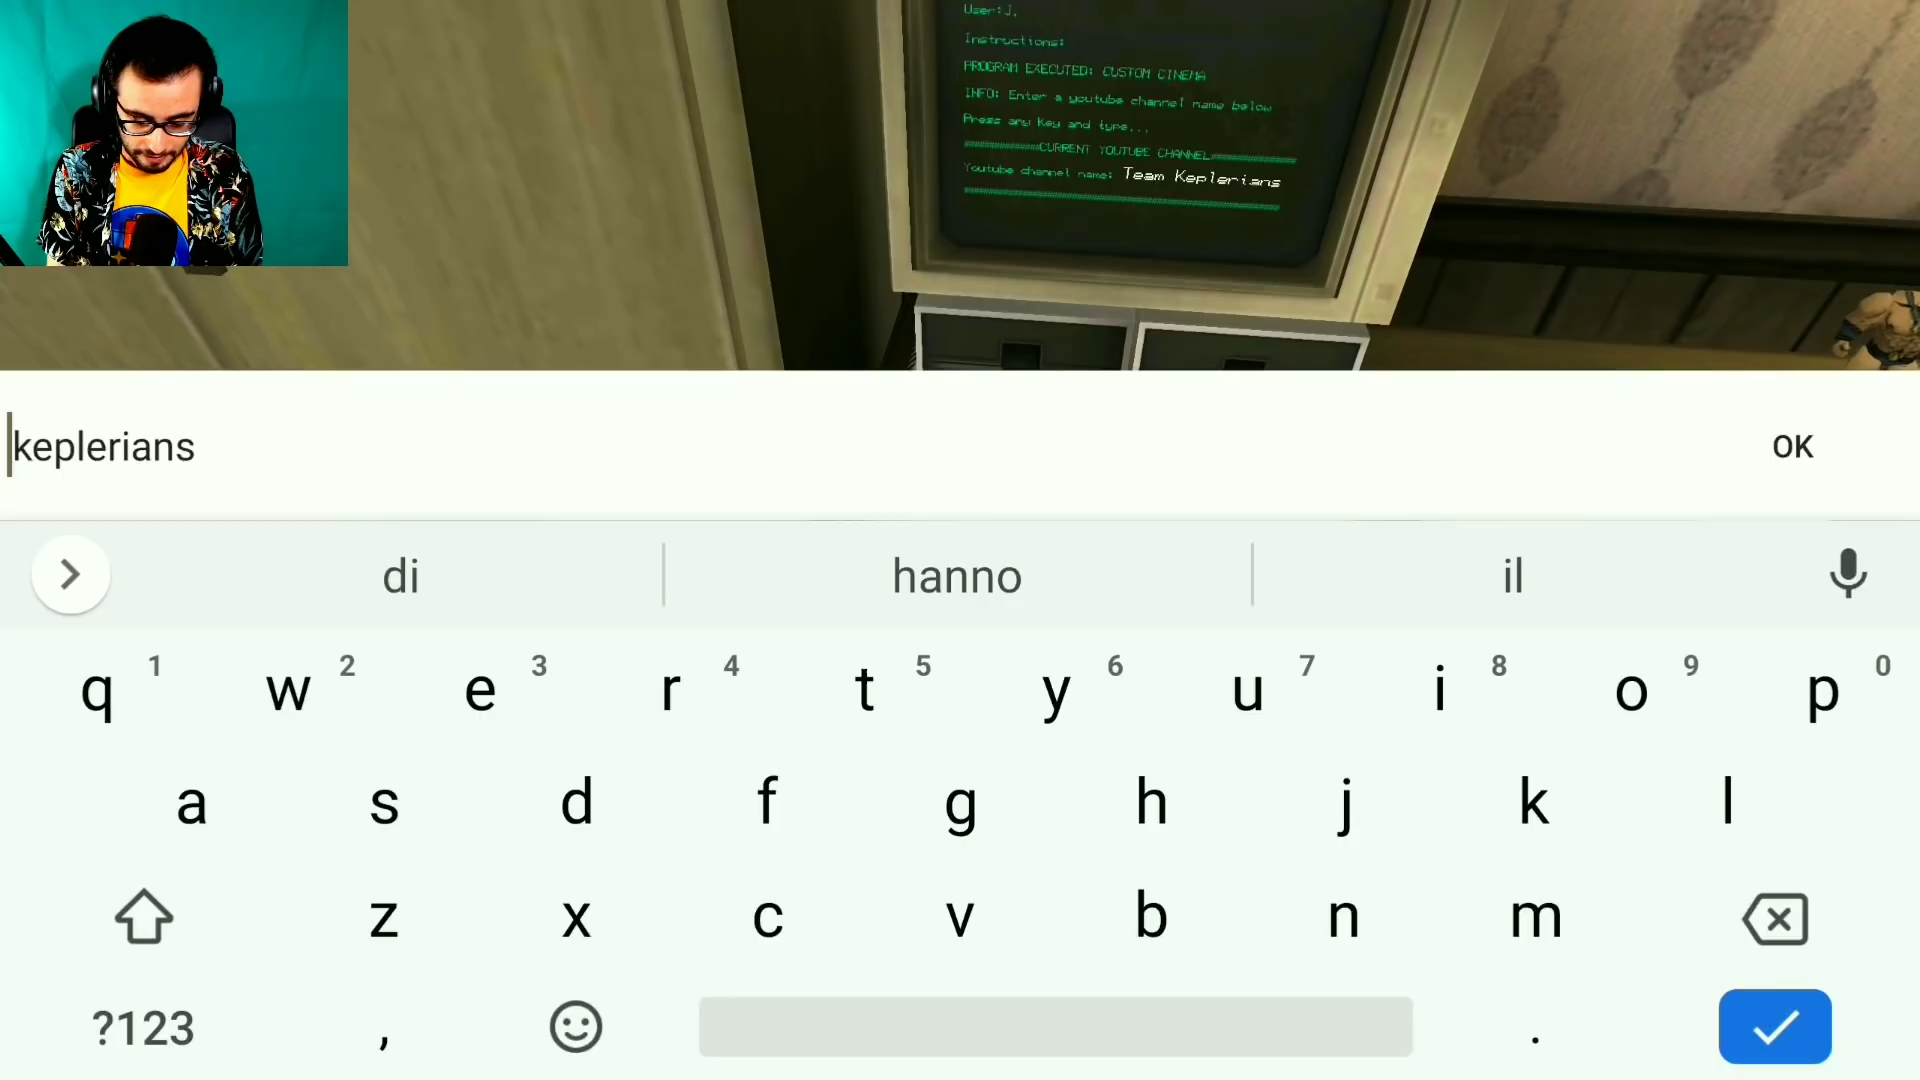 User:J,
Instructions:
PROGRAM EXECUTED: CUSTOM CINEMA
INFO: Enter a youtube channel name below
Press any Key and type...
CURRENT YOUTUBE CHANNEL
Youtube channel name: Team Keplerians
keplerians OK
di hanno il
q 1 w 2 e 3 r 4 t 5 y 6 u 7 i 8 o 9 p 0
a s d f g h j k l
z x c v b n m
?123 , .